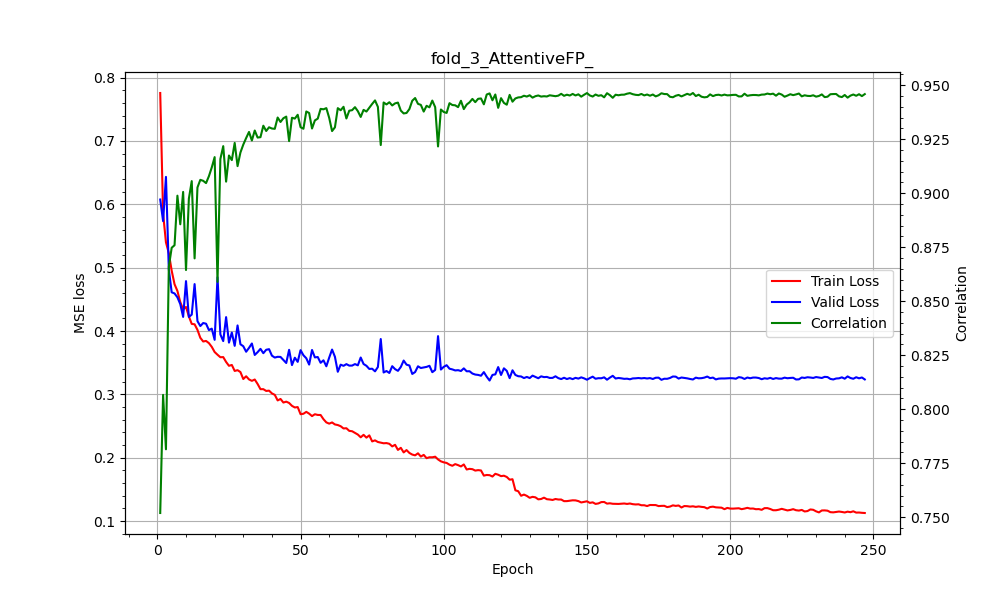 fold_3_AttentiveFP_
0.8
0.7
0.6
0.5
0.4
0.3
0.2
0.1
MSE loss
0.950
0.925
0.900
0.875
0.850
0.825
0.800
0.775
0.750
Correlation
Train Loss
Valid Loss
Correlation
0 50 100 150 200 250
Epoch